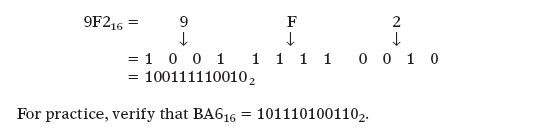 9F2₁₆ = 9 F 2
↓ ↓ ↓
= 1 0 0 1 1 1 1 1 0 0 1 0
= 100111110010₂
For practice, verify that BA6₁₆ = 101110100110₂.